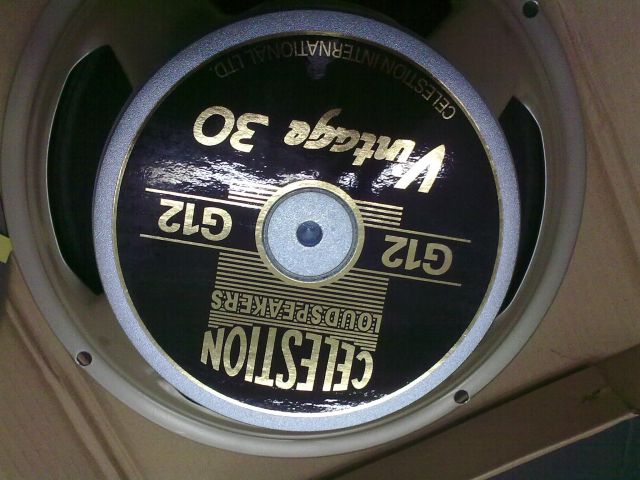 CELESTION
LOUDSPEAKERS
G12 G12
Vintage 30
CELESTION INTERNATIONAL LTD.